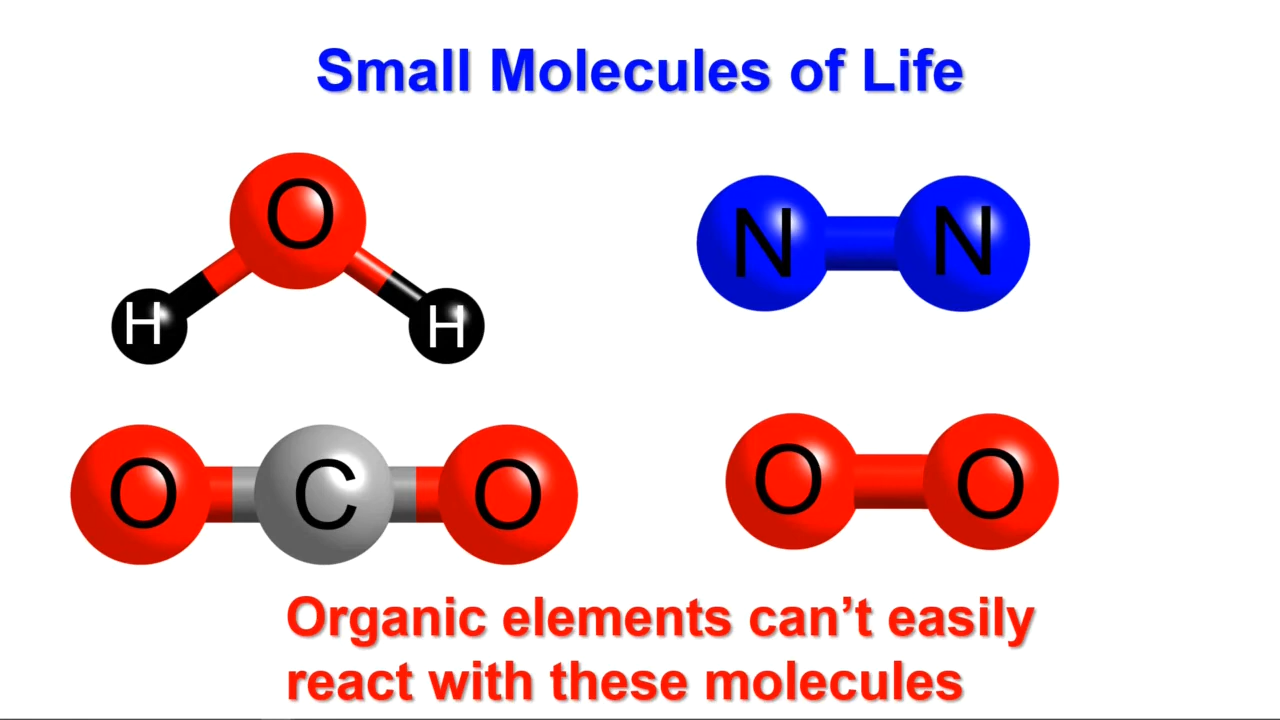 Small Molecules of Life
O
H
H
N N
O C O
O O
Organic elements can’t easily
react with these molecules